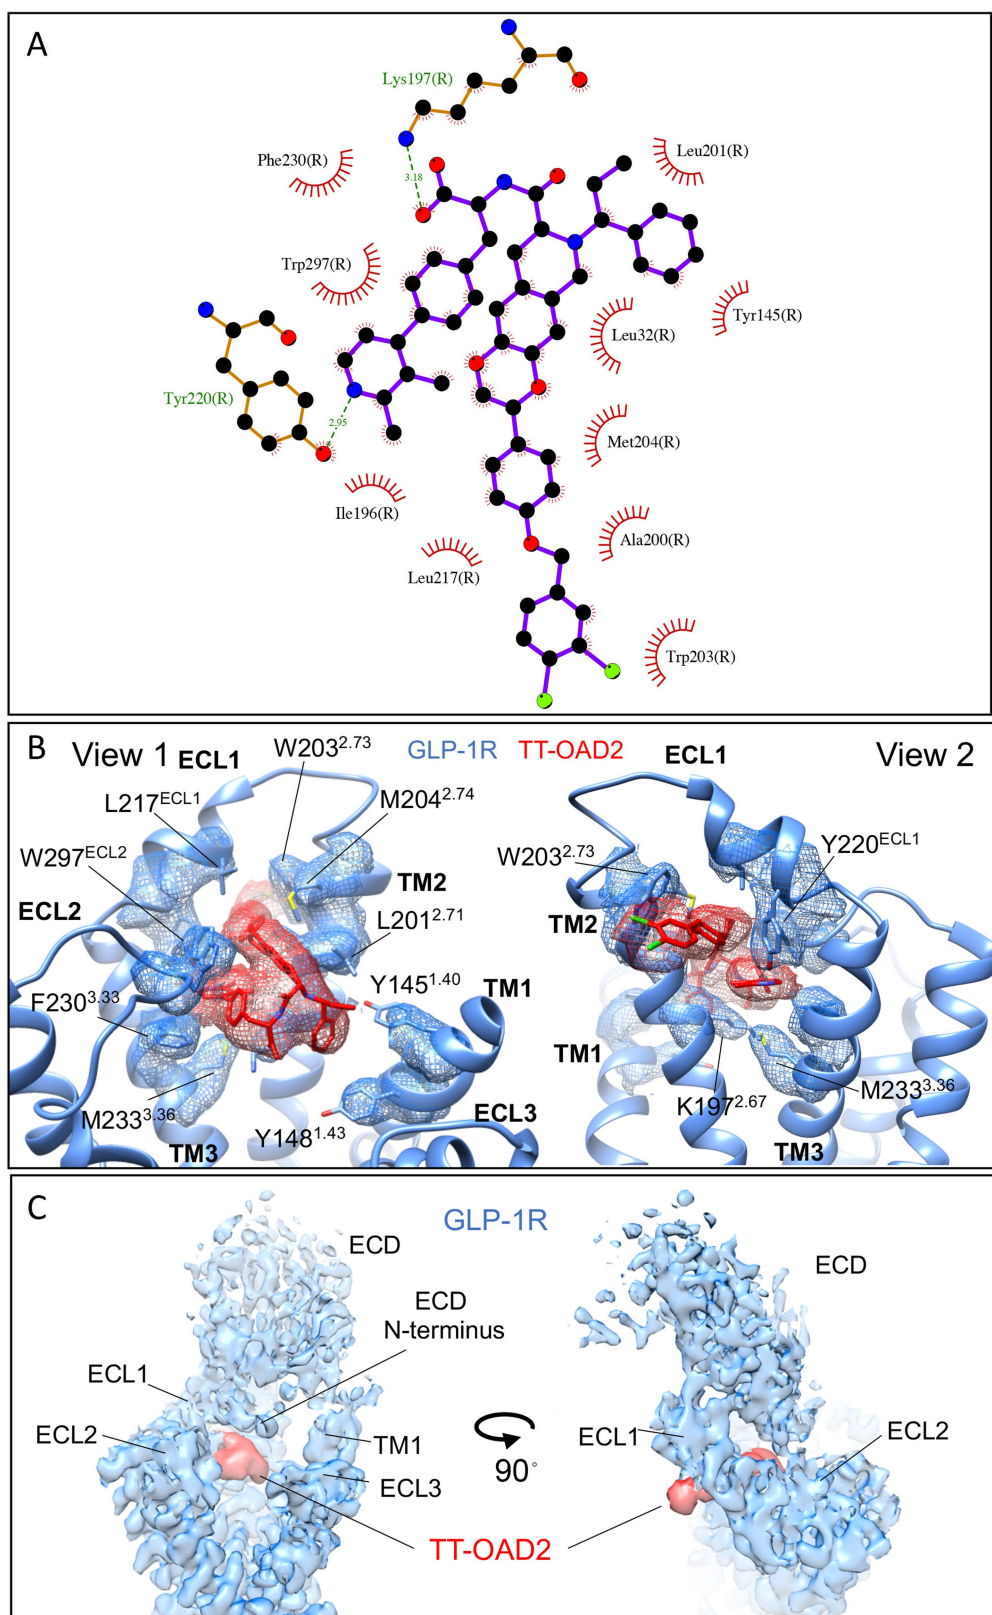 A
Lys197(R)
3.18
Phe230(R)
Leu201(R)
Trp297(R)
Tyr145(R)
Leu32(R)
Tyr220(R)
2.95
Met204(R)
Ile196(R)
Ala200(R)
Leu217(R)
Trp203(R)
B View 1 ECL1 W203^2.73 GLP-1R TT-OAD2 ECL1 View 2
L217^ECL1 M204^2.74
W297^ECL2 TM2 W203^2.73 Y220^ECL1
ECL2 L201^2.71 TM2
F230^3.33 Y145^1.40 TM1
TM1
M233^3.36 Y148^1.43 ECL3 K197^2.67 M233^3.36
TM3 TM3
C GLP-1R
ECD
ECD
ECD
N-terminus
ECL1
ECL2 TM1 ECL1 ECL2
90°
ECL3
TT-OAD2